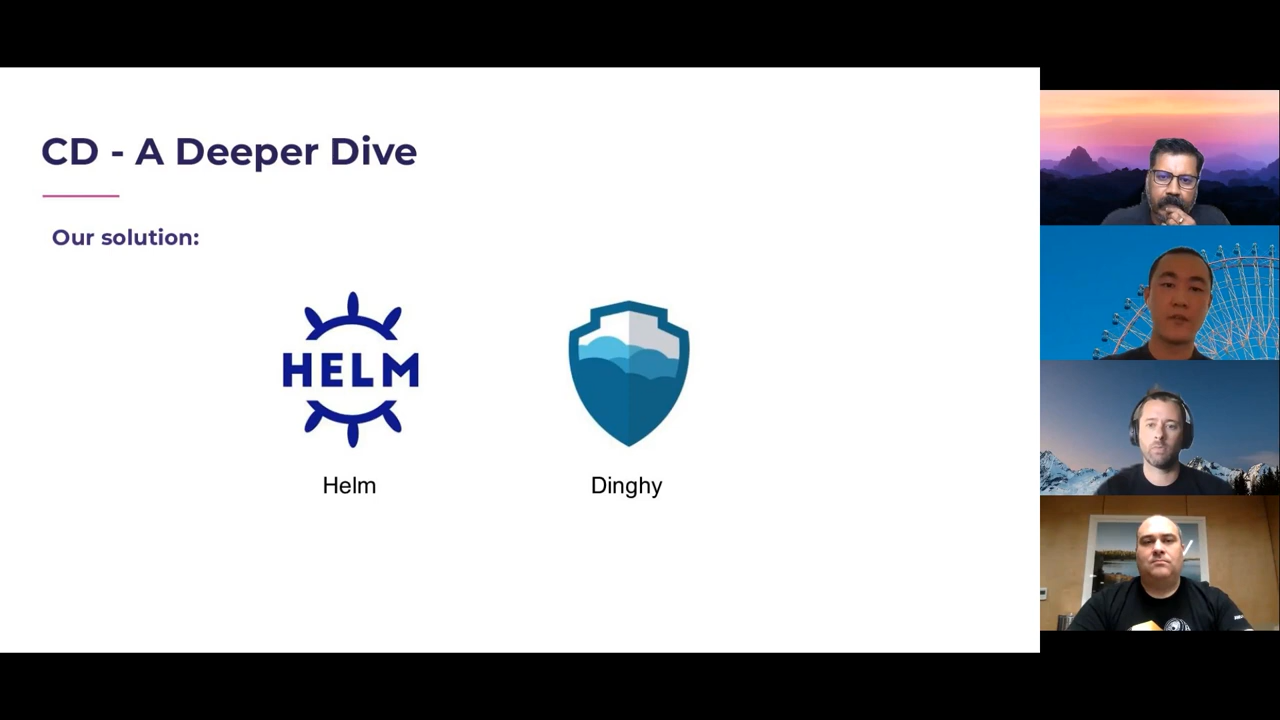 CD - A Deeper Dive
Our solution:
HELM
Helm
Dinghy